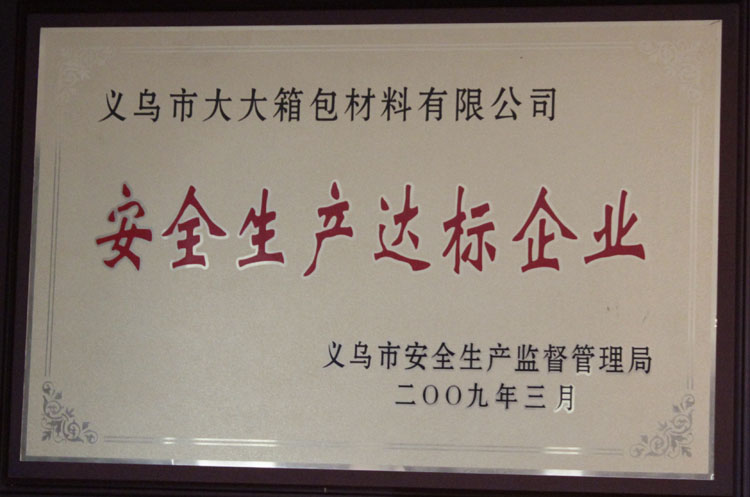 义乌市大大箱包材料有限公司
安全生产达标企业
义乌市安全生产监督管理局
二〇〇九年三月